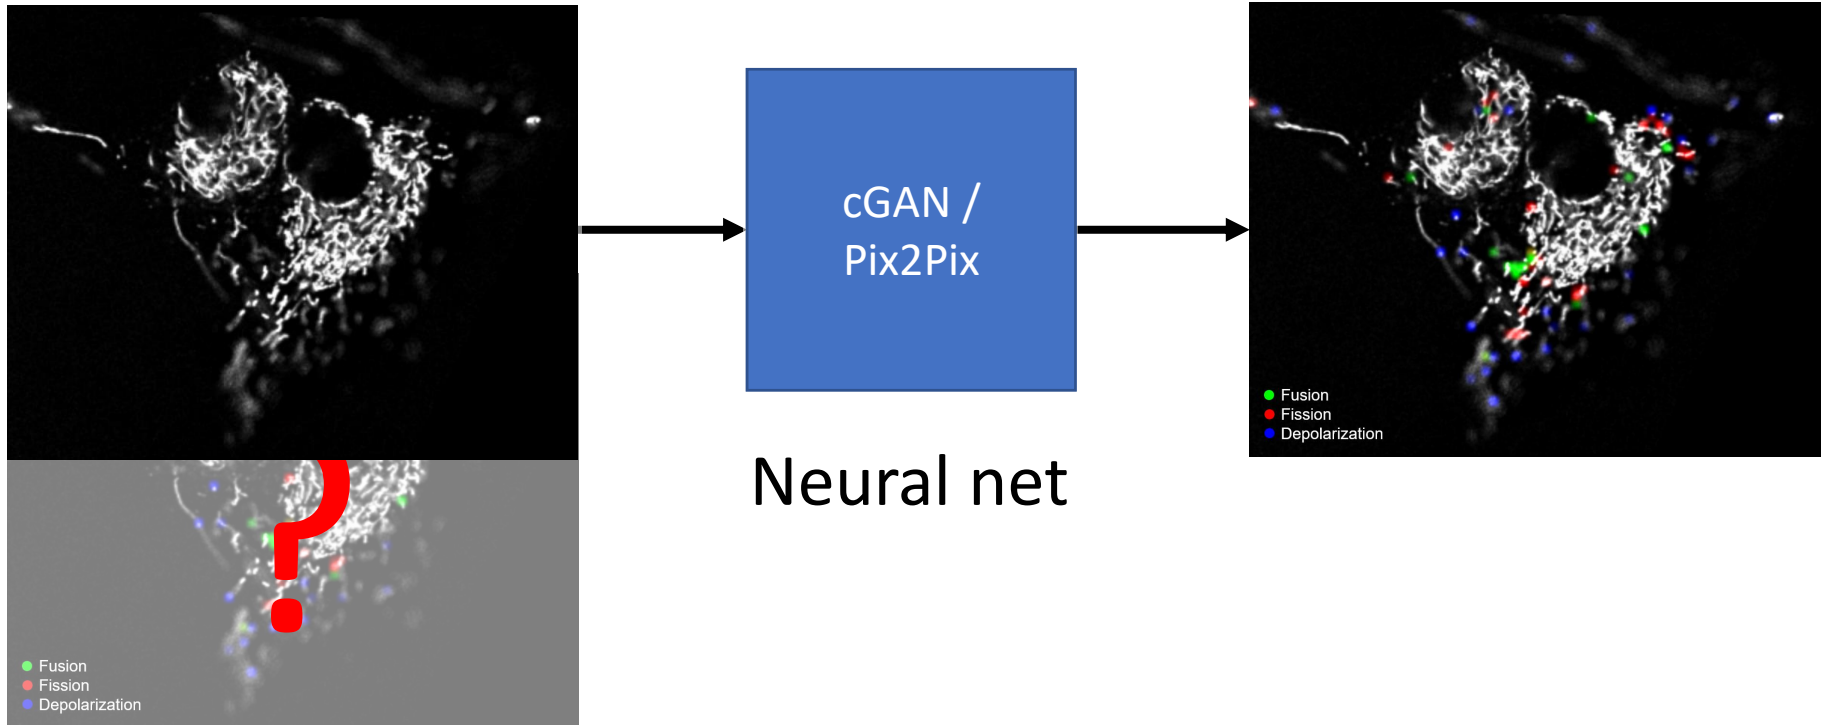 cGAN /
Pix2Pix
Neural net
Fusion
Fission
Depolarization
?
Fusion
Fission
Depolarization